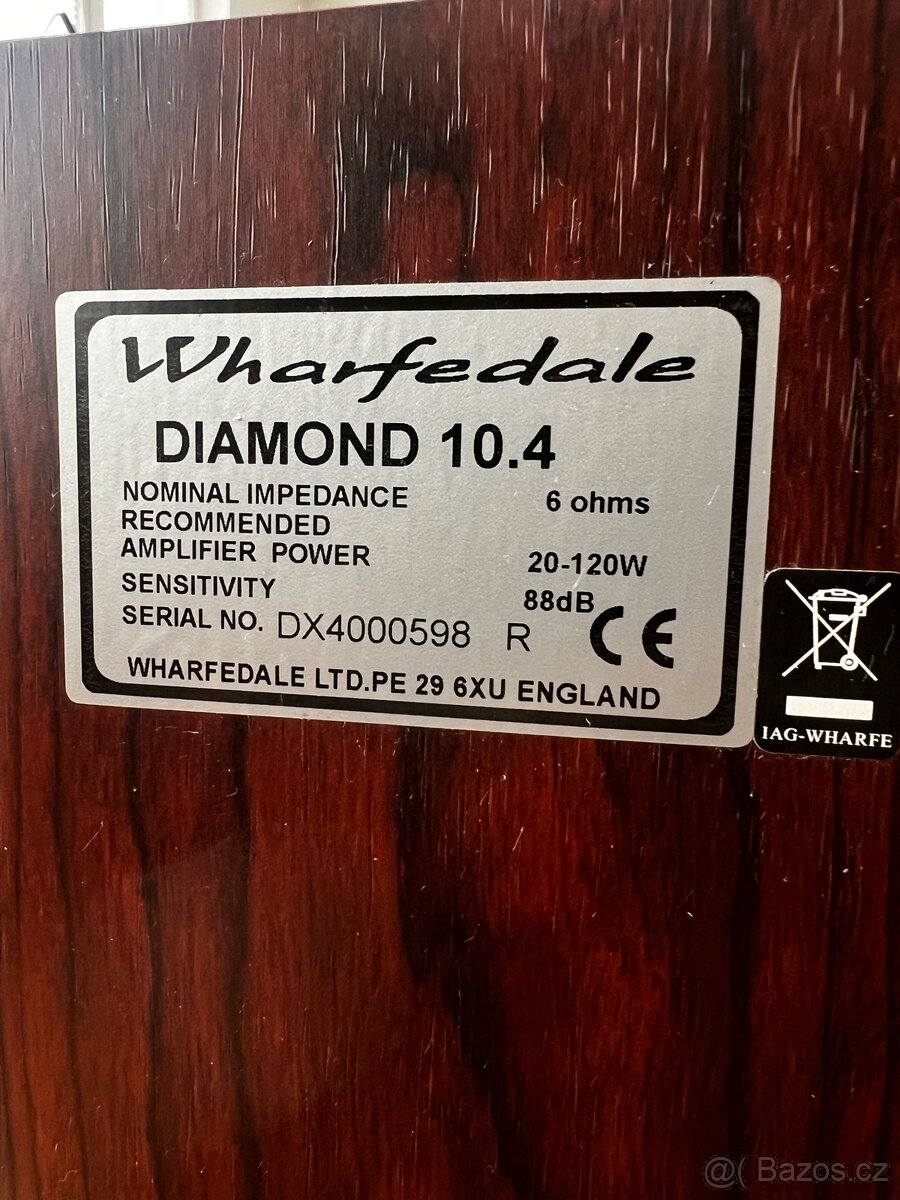 Wharfedale
DIAMOND 10.4
NOMINAL IMPEDANCE 6 ohms
RECOMMENDED
AMPLIFIER POWER 20-120W
SENSITIVITY 88dB
SERIAL NO. DX4000598 R CE
WHARFEDALE LTD.PE 29 6XU ENGLAND
IAG-WHARFE
@( Bazos.cz